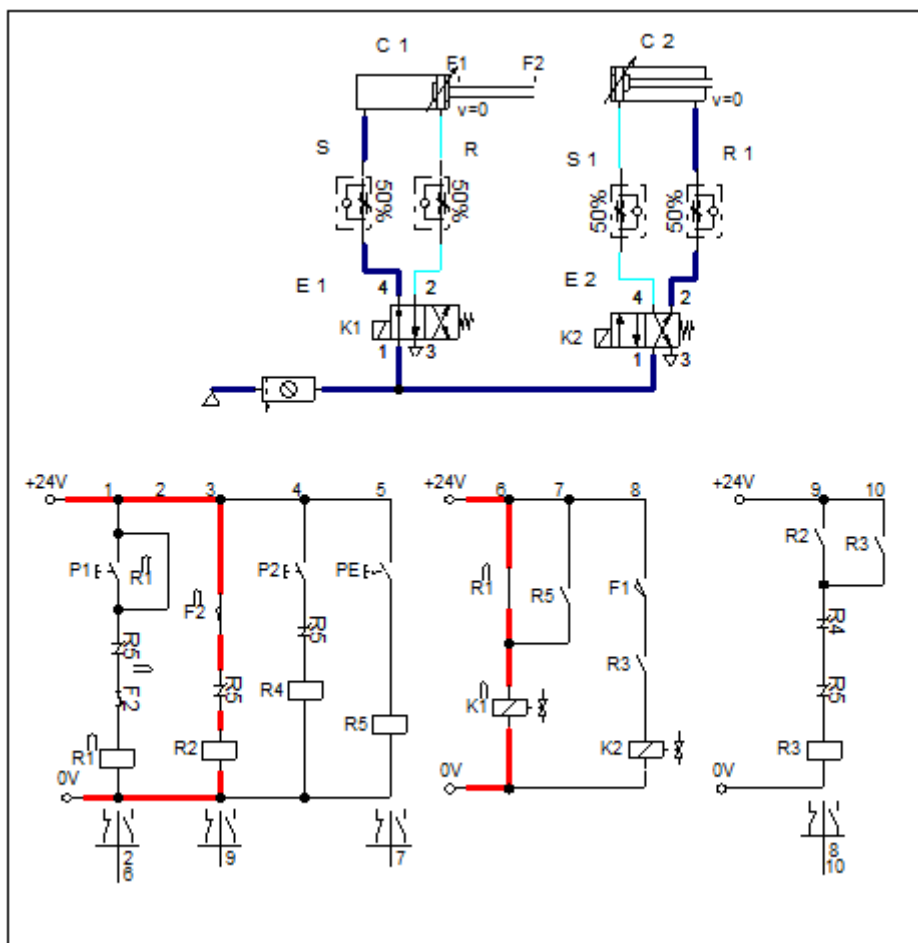 C 1
C 2
F1 F2
v=0
v=0
S R
S 1 R 1
50% 50%
50% 50%
E 1 4 2
E 2 4 2
K1
1 3
K2
1 3
+24V 1 2 3 4 5
+24V 6 7 8
+24V 9 10
P1 R1 F2 P2 PE
R1 R5 F1
R2 R3
R5 R5 R5
R3 R4
F2 R4 R5
K1 R5
R1 R2 K2 R3
0V
0V
0V
2
6
9
7
8
10